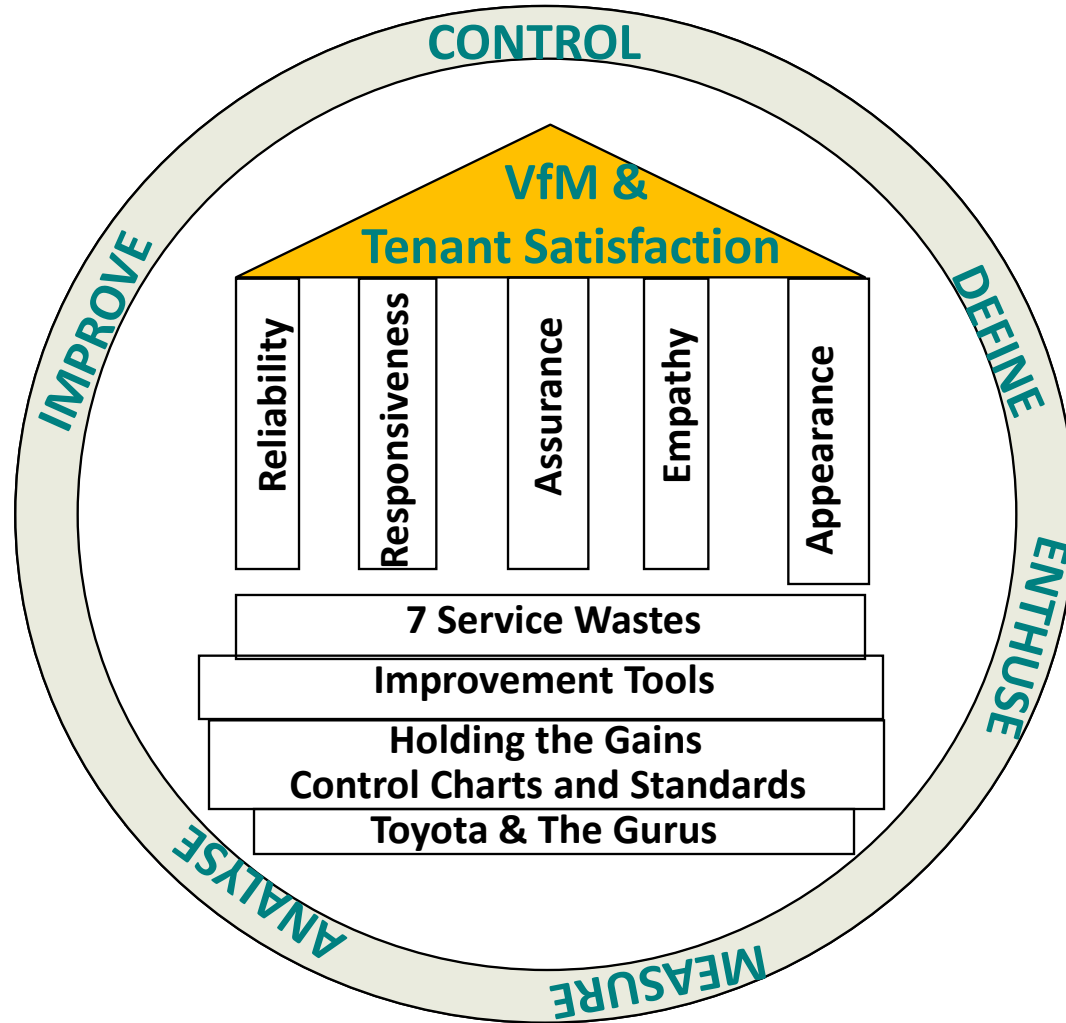 CONTROL
DEFINE
ENTHUSE
MEASURE
ANALYSE
IMPROVE
VfM &
Tenant Satisfaction
Reliability
Responsiveness
Assurance
Empathy
Appearance
7 Service Wastes
Improvement Tools
Holding the Gains
Control Charts and Standards
Toyota & The Gurus